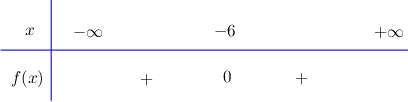 x −∞ −6 +∞
f(x) + 0 +